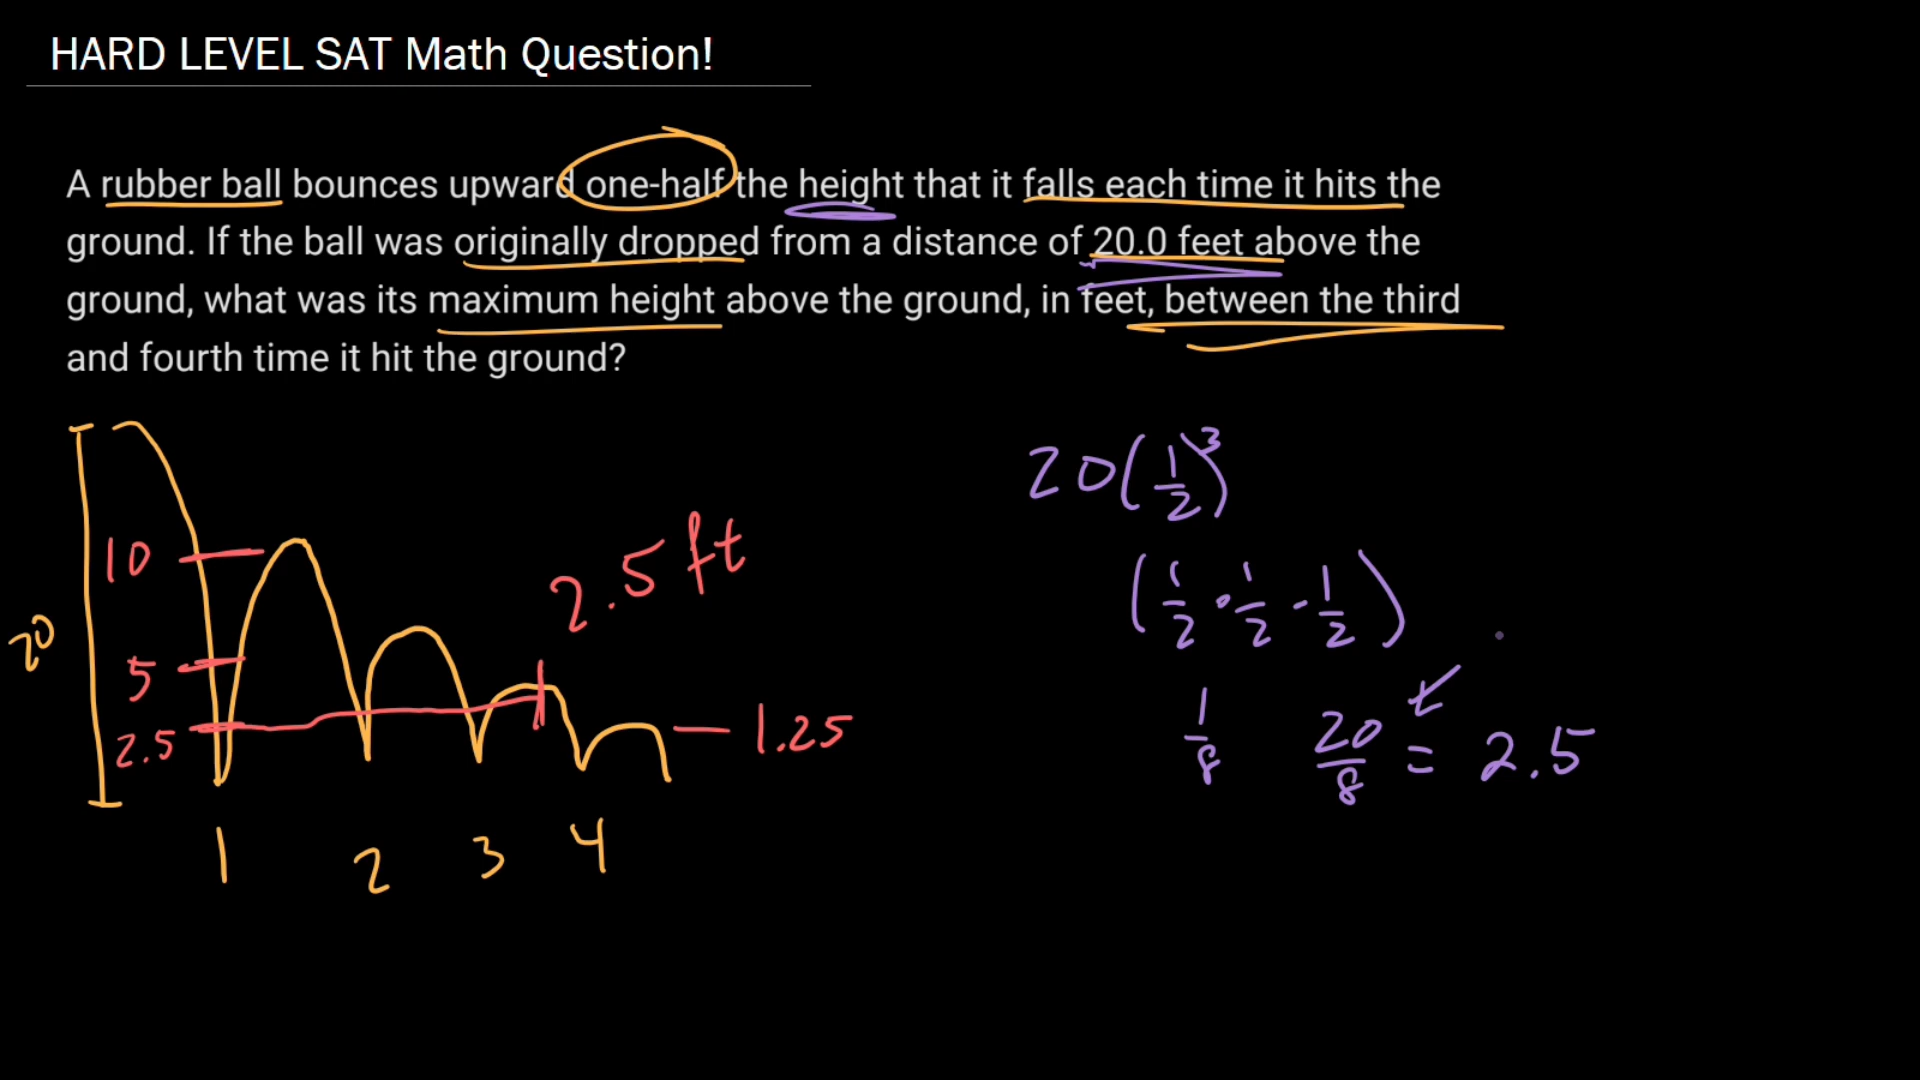 HARD LEVEL SAT Math Question!
A rubber ball bounces upward one-half the height that it falls each time it hits the
ground. If the ball was originally dropped from a distance of 20.0 feet above the
ground, what was its maximum height above the ground, in feet, between the third
and fourth time it hit the ground?
20(1/2)^3
10
2.5 ft
(1/2 · 1/2 · 1/2)
20
5
2.5
1.25
1/8 20/8 = 2.5
1 2 3 4